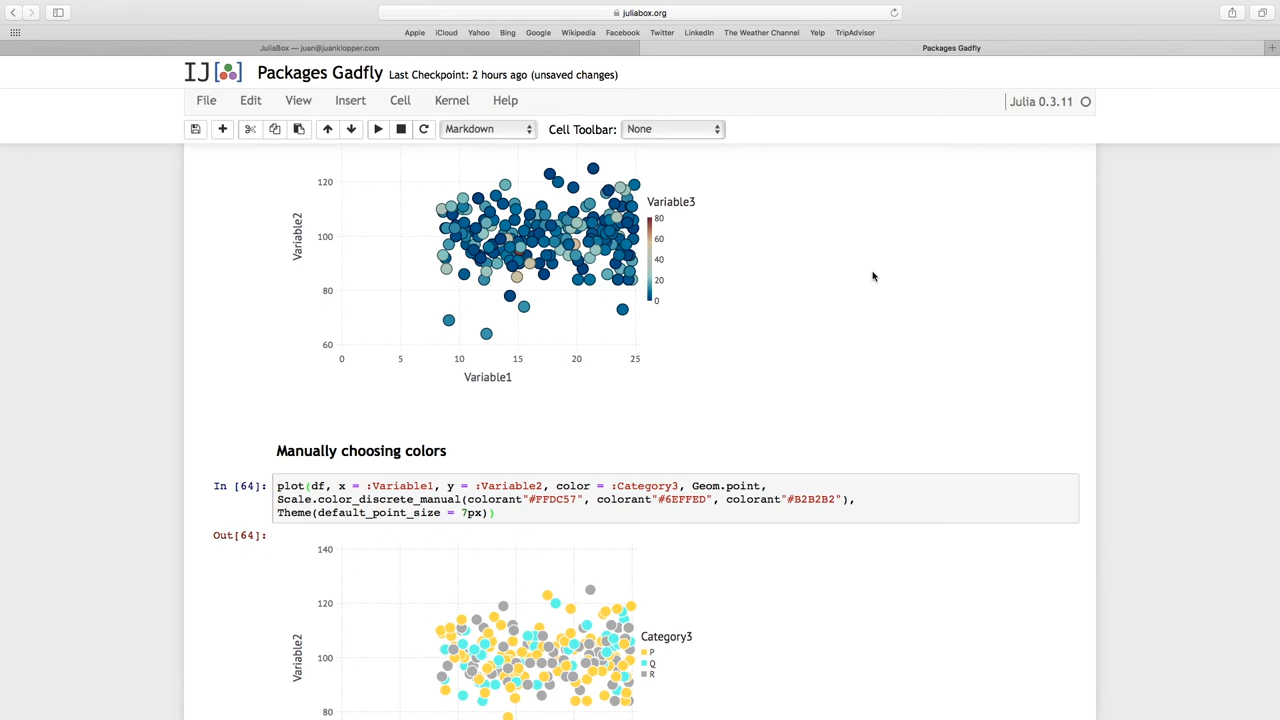 juliabox.org
Apple iCloud Yahoo Bing Google Wikipedia Facebook Twitter LinkedIn The Weather Channel Yelp TripAdvisor
JuliaBox — juan@juanklopper.com
Packages Gadfly
IJ[ ] Packages Gadfly Last Checkpoint: 2 hours ago (unsaved changes)
File Edit View Insert Cell Kernel Help
Julia 0.3.11
Markdown
Cell Toolbar: None
120
100
80
60
Variable2
0 5 10 15 20 25
Variable1
Variable3
80
60
40
20
0
Manually choosing colors
In [64]: plot(df, x = :Variable1, y = :Variable2, color = :Category3, Geom.point,
Scale.color_discrete_manual(colorant"#FFDC57", colorant"#6EFFED", colorant"#B2B2B2"),
Theme(default_point_size = 7px))
Out[64]:
140
120
100
80
Variable2
Category3
P
Q
R